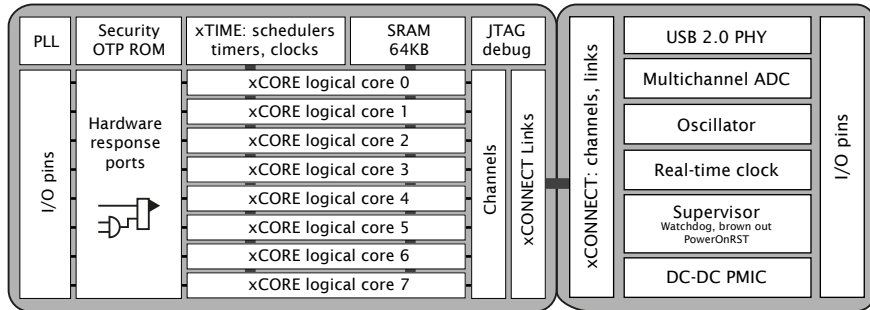 PLL
Security
OTP ROM
xTIME: schedulers
timers, clocks
SRAM
64KB
JTAG
debug
I/O pins
Hardware
response
ports
xCORE logical core 0
xCORE logical core 1
xCORE logical core 2
xCORE logical core 3
xCORE logical core 4
xCORE logical core 5
xCORE logical core 6
xCORE logical core 7
Channels
xCONNECT Links
xCONNECT: channels, links
USB 2.0 PHY
Multichannel ADC
Oscillator
Real-time clock
Supervisor
Watchdog, brown out
PowerOnRST
DC-DC PMIC
I/O pins